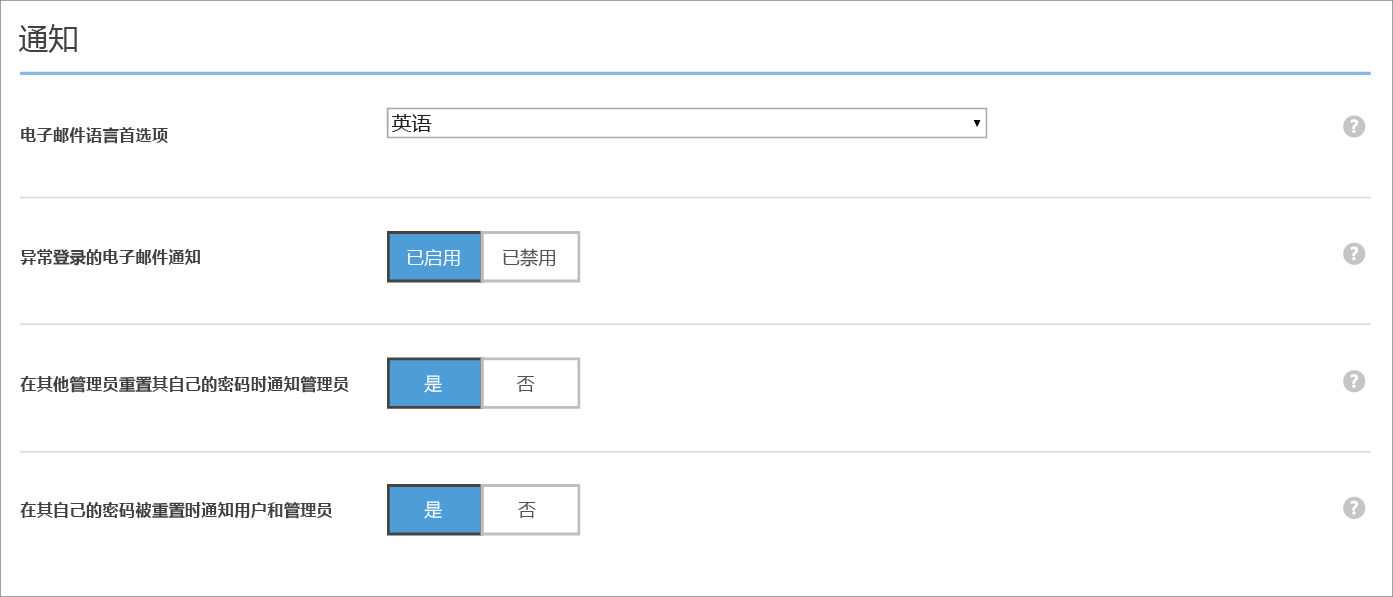 通知
电子邮件语言首选项
英语
异常登录的电子邮件通知
已启用
已禁用
在其他管理员重置其自己的密码时通知管理员
是
否
在其自己的密码被重置时通知用户和管理员
是
否